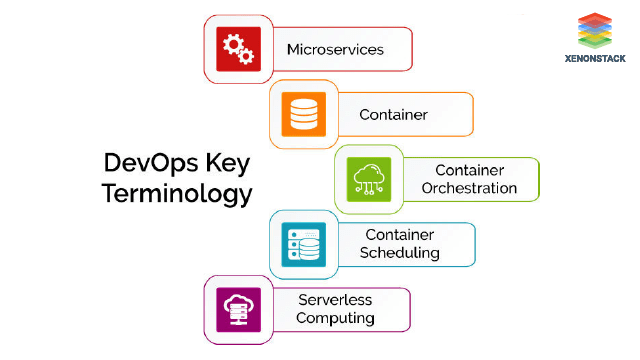 XENONSTACK
Microservices
Container
DevOps Key
Terminology
Container
Orchestration
Container
Scheduling
Serverless
Computing